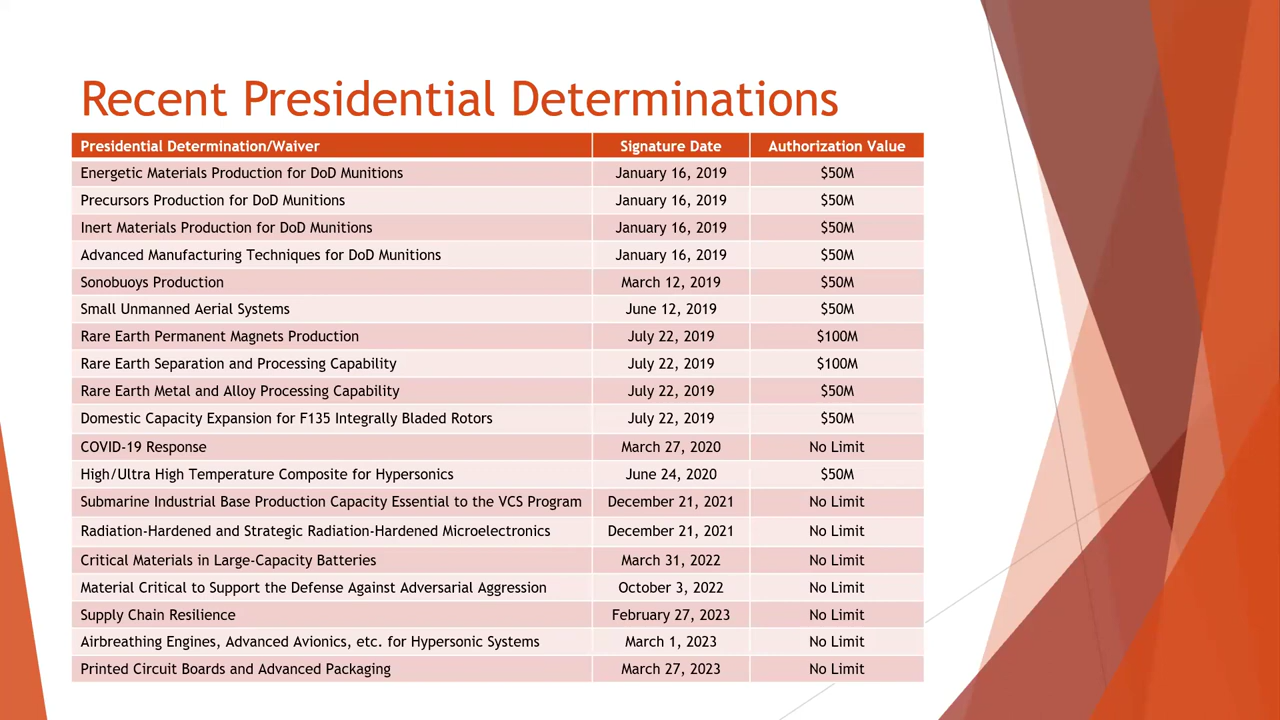 Recent Presidential Determinations
Presidential Determination/Waiver Signature Date Authorization Value
Energetic Materials Production for DoD Munitions January 16, 2019 $50M
Precursors Production for DoD Munitions January 16, 2019 $50M
Inert Materials Production for DoD Munitions January 16, 2019 $50M
Advanced Manufacturing Techniques for DoD Munitions January 16, 2019 $50M
Sonobuoys Production March 12, 2019 $50M
Small Unmanned Aerial Systems June 12, 2019 $50M
Rare Earth Permanent Magnets Production July 22, 2019 $100M
Rare Earth Separation and Processing Capability July 22, 2019 $100M
Rare Earth Metal and Alloy Processing Capability July 22, 2019 $50M
Domestic Capacity Expansion for F135 Integrally Bladed Rotors July 22, 2019 $50M
COVID-19 Response March 27, 2020 No Limit
High/Ultra High Temperature Composite for Hypersonics June 24, 2020 $50M
Submarine Industrial Base Production Capacity Essential to the VCS Program December 21, 2021 No Limit
Radiation-Hardened and Strategic Radiation-Hardened Microelectronics December 21, 2021 No Limit
Critical Materials in Large-Capacity Batteries March 31, 2022 No Limit
Material Critical to Support the Defense Against Adversarial Aggression October 3, 2022 No Limit
Supply Chain Resilience February 27, 2023 No Limit
Airbreathing Engines, Advanced Avionics, etc. for Hypersonic Systems March 1, 2023 No Limit
Printed Circuit Boards and Advanced Packaging March 27, 2023 No Limit